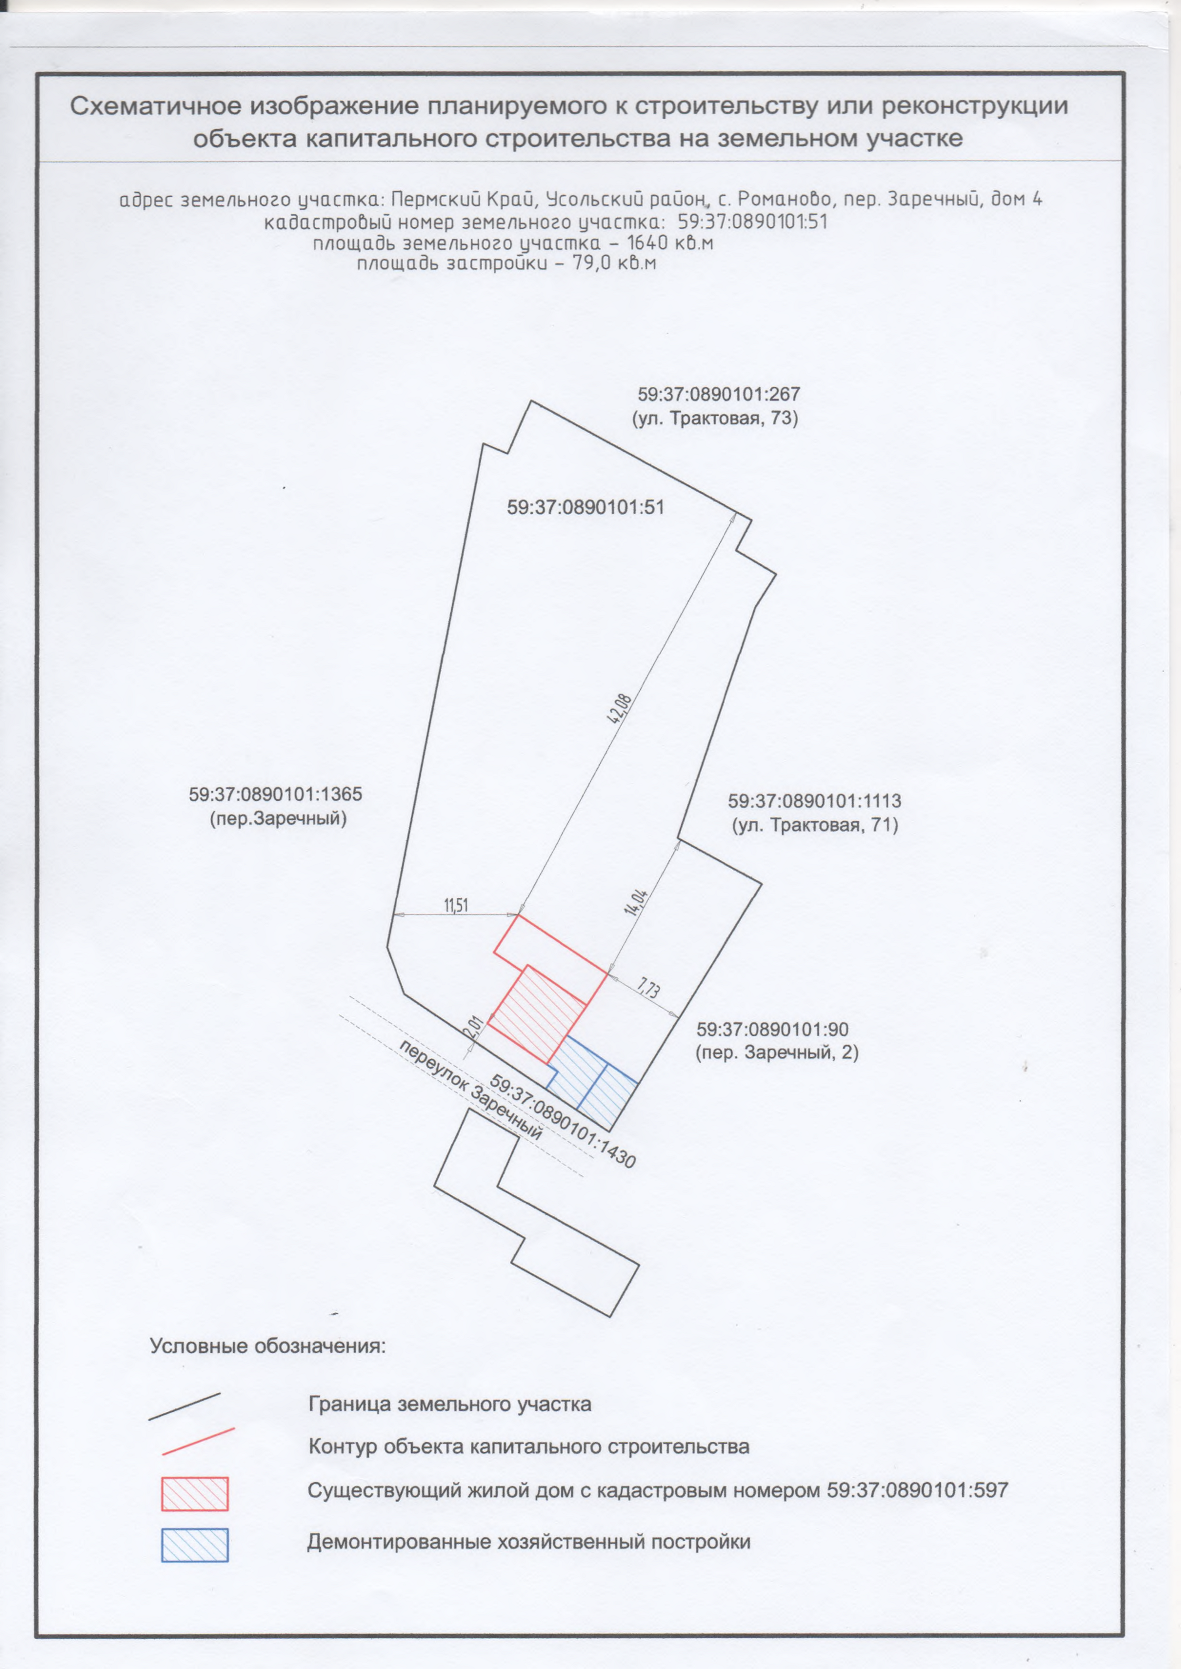 Схематичное изображение планируемого к строительству или реконструкции
объекта капитального строительства на земельном участке
адрес земельного участка: Пермский Край, Усольский район, с. Романово, пер. Заречный, дом 4
кадастровый номер земельного участка: 59:37:0890101:51
площадь земельного участка – 1640 кв.м
площадь застройки – 79,0 кв.м
59:37:0890101:267
(ул. Трактовая, 73)
59:37:0890101:51
42,08
59:37:0890101:1365
(пер.Заречный)
59:37:0890101:1113
(ул. Трактовая, 71)
11,51
14,04
7,73
2,01
59:37:0890101:90
(пер. Заречный, 2)
переулок Заречный
59:37:0890101:1430
Условные обозначения:
Граница земельного участка
Контур объекта капитального строительства
Существующий жилой дом с кадастровым номером 59:37:0890101:597
Демонтированные хозяйственный постройки